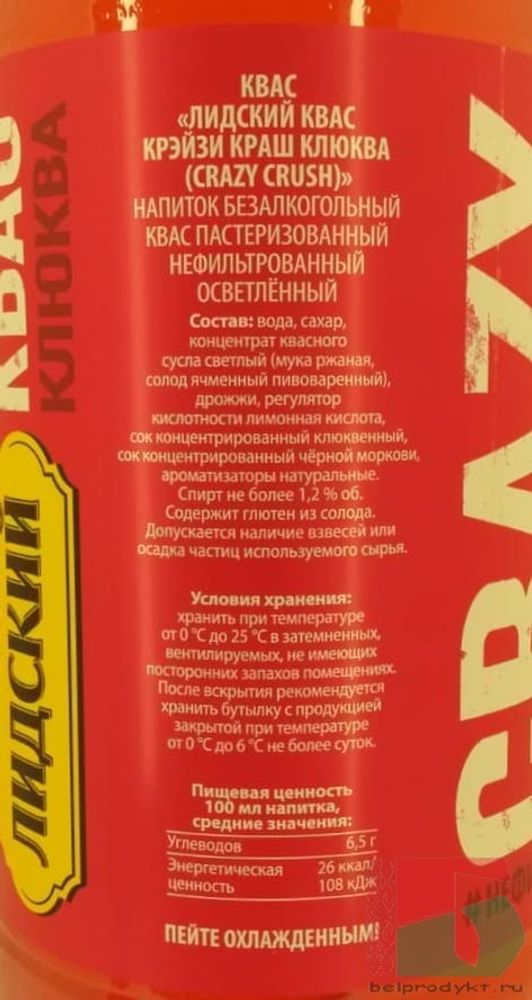 КВАС
«ЛИДСКИЙ КВАС
КРЭЙЗИ КРАШ КЛЮКВА
(CRAZY CRUSH)»
НАПИТОК БЕЗАЛКОГОЛЬНЫЙ
КВАС ПАСТЕРИЗОВАННЫЙ
НЕФИЛЬТРОВАННЫЙ
ОСВЕТЛЁННЫЙ
Состав: вода, сахар,
концентрат квасного
сусла светлый (мука ржаная,
солод ячменный пивоваренный),
дрожжи, регулятор
кислотности лимонная кислота,
сок концентрированный клюквенный,
сок концентрированный чёрной моркови,
ароматизаторы натуральные.
Спирт не более 1,2 % об.
Содержит глютен из солода.
Допускается наличие взвесей или
осадка частиц используемого сырья.
Условия хранения:
хранить при температуре
от 0 °C до 25 °C в затемненных,
вентилируемых, не имеющих
посторонних запахов помещениях.
После вскрытия рекомендуется
хранить бутылку с продукцией
закрытой при температуре
от 0 °C до 6 °C не более суток.
Пищевая ценность
100 мл напитка,
средние значения:
Углеводов 6,5 г
Энергетическая 26 ккал/
ценность 108 кДж
ПЕЙТЕ ОХЛАЖДЕННЫМ!
КВАС
КЛЮКВА
ЛИДСКИЙ
CRAZY
belprodykt.ru